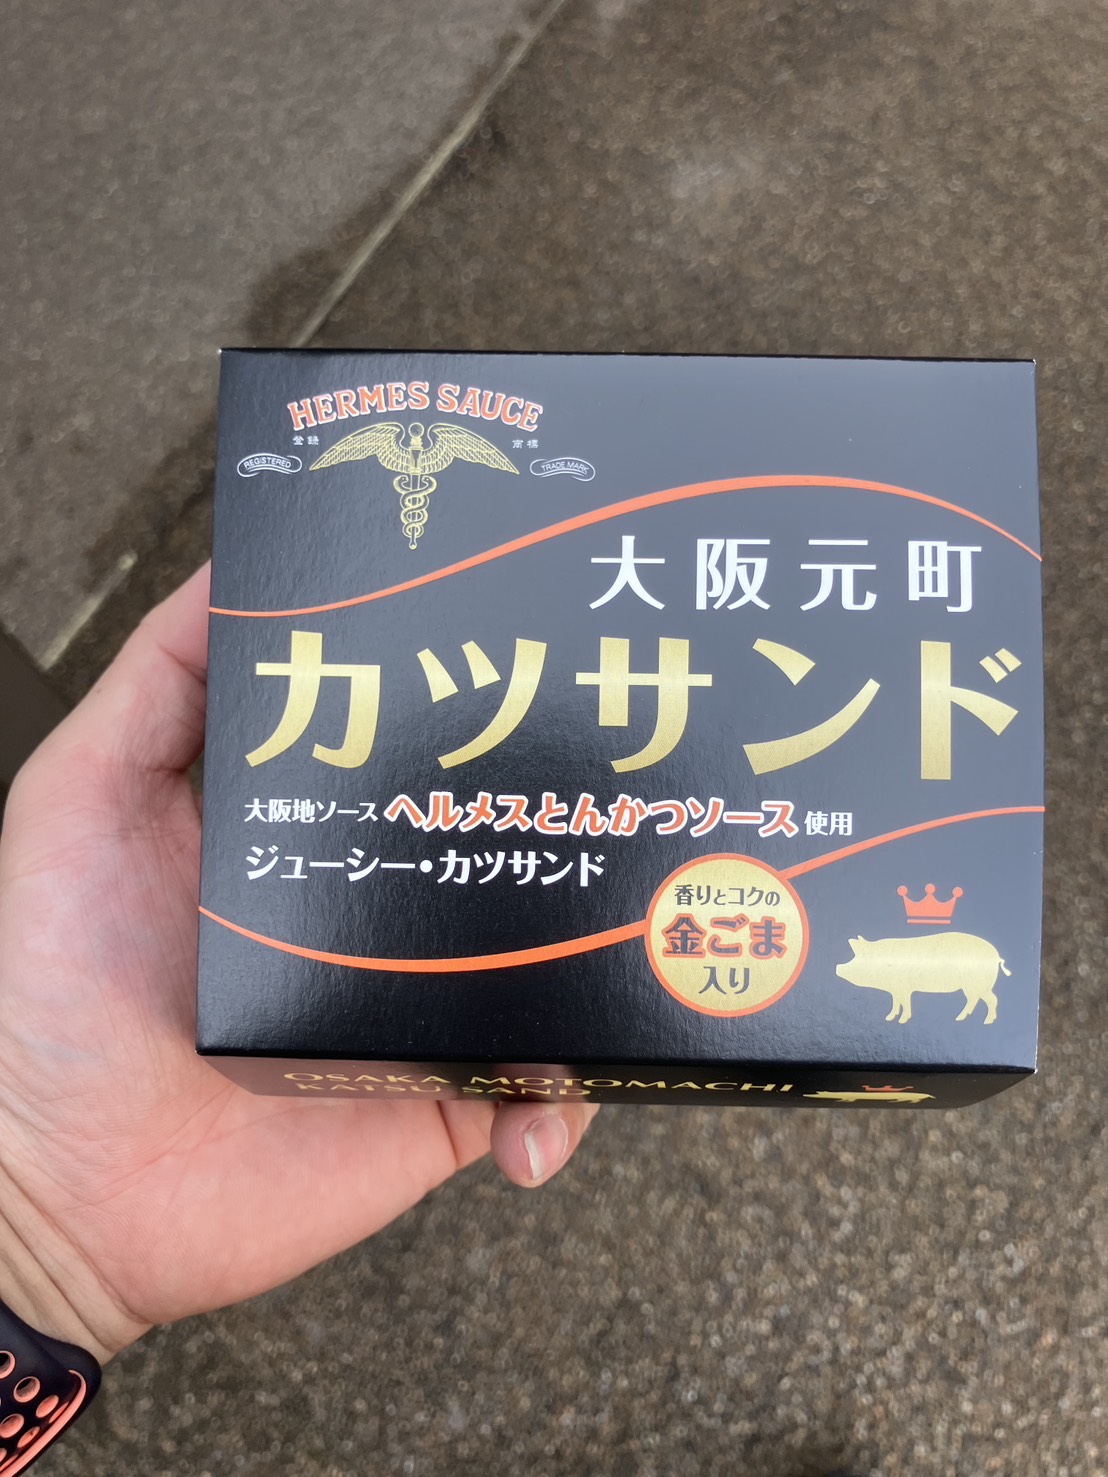 HERMES SAUCE
登録 商標
REGISTERED TRADE MARK
大阪元町
カツサンド
大阪地ソース ヘルメスとんかつソース 使用
ジューシー・カツサンド
香りとコクの
金ごま
入り
OSAKA MOTOMACHI
KATSU SAND